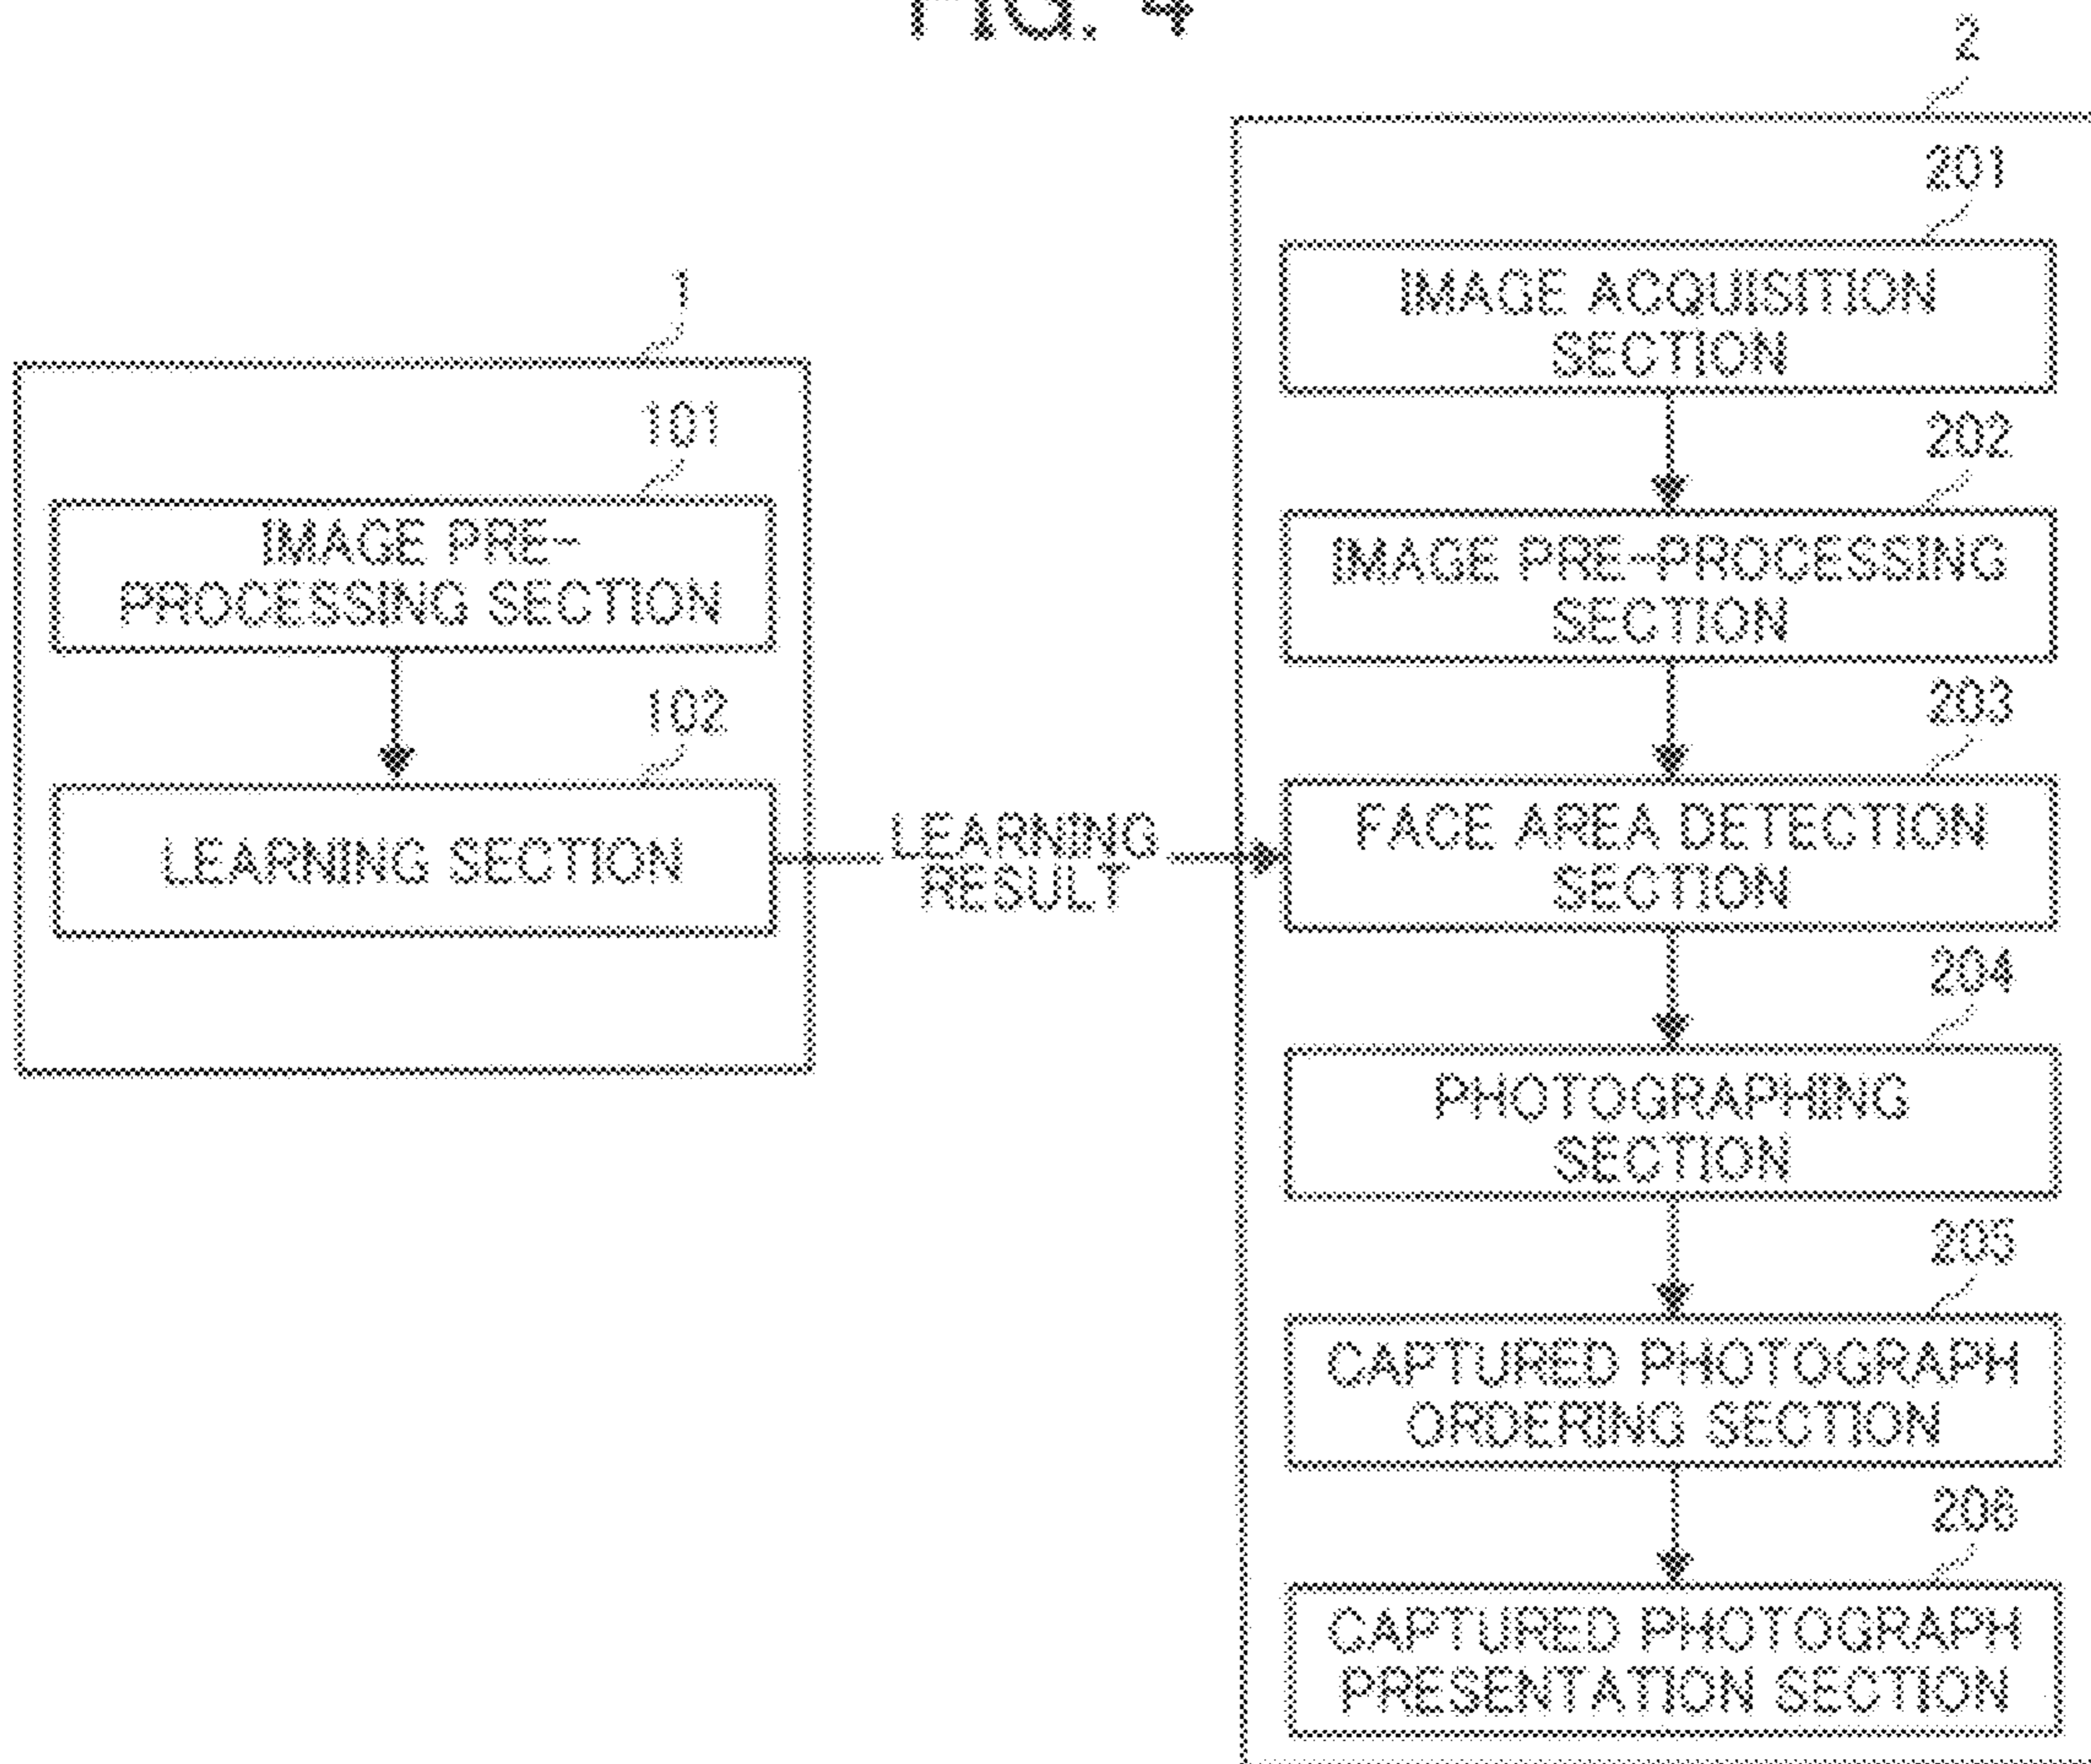 FIG. 4
1
101
IMAGE PRE-
PROCESSING SECTION
102
LEARNING SECTION
LEARNING
RESULT
2
201
IMAGE ACQUISITION
SECTION
202
IMAGE PRE-PROCESSING
SECTION
203
FACE AREA DETECTION
SECTION
204
PHOTOGRAPHING
SECTION
205
CAPTURED PHOTOGRAPH
ORDERING SECTION
206
CAPTURED PHOTOGRAPH
PRESENTATION SECTION